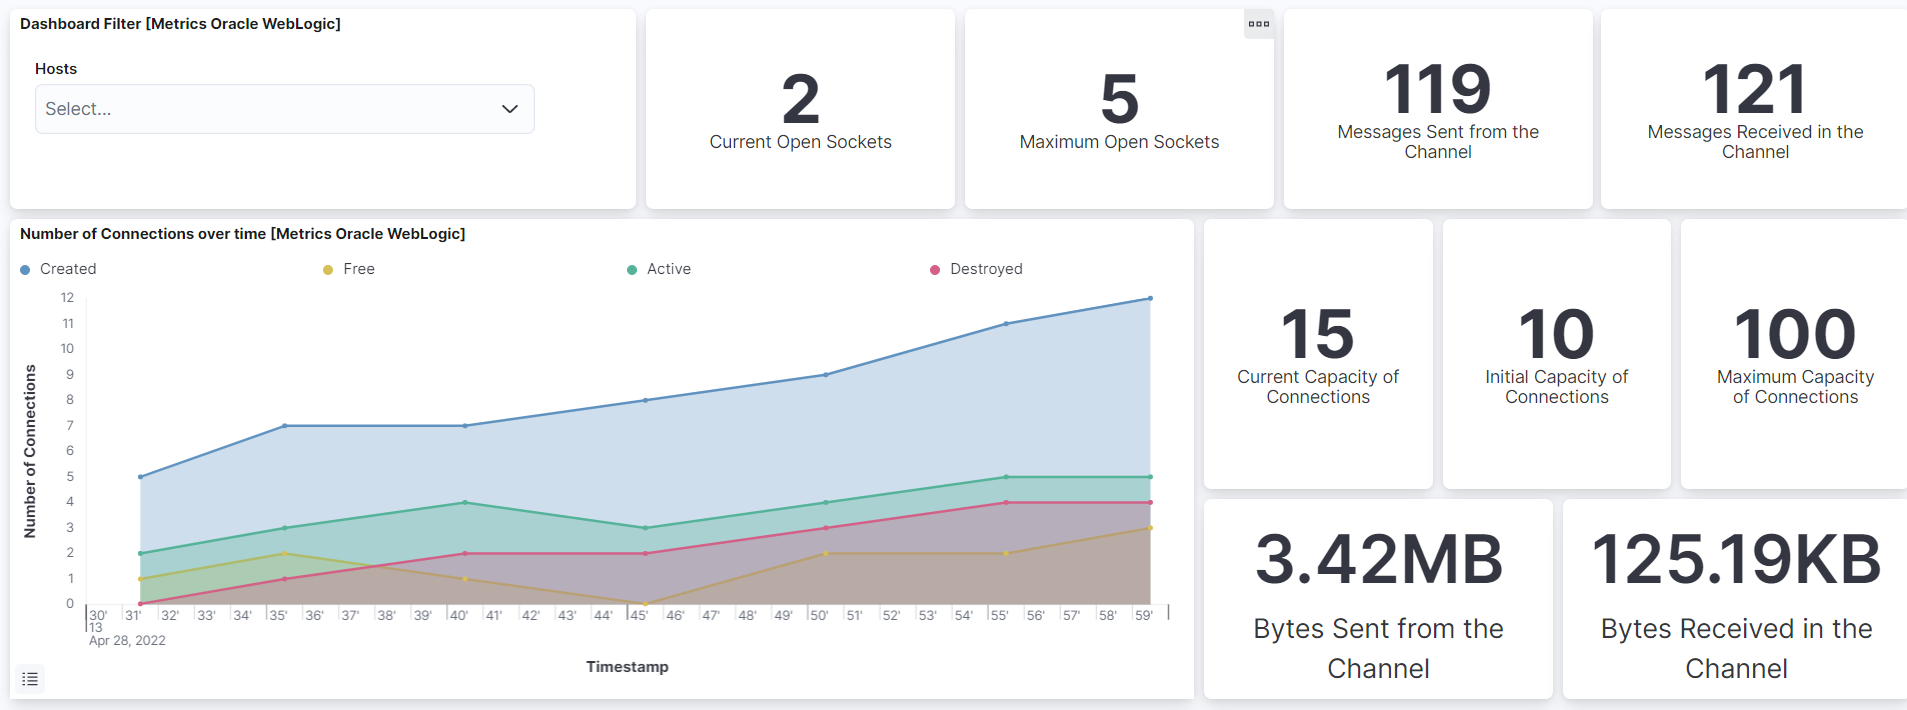 Dashboard Filter [Metrics Oracle WebLogic]
Hosts
Select...
2
Current Open Sockets
5
Maximum Open Sockets
119
Messages Sent from the
Channel
121
Messages Received in the
Channel
Number of Connections over time [Metrics Oracle WebLogic]
Created
Free
Active
Destroyed
Number of Connections
12
11
10
9
8
7
6
5
4
3
2
1
0
30' 31' 32' 33' 34' 35' 36' 37' 38' 39' 40' 41' 42' 43' 44' 45' 46' 47' 48' 49' 50' 51' 52' 53' 54' 55' 56' 57' 58' 59'
13
Apr 28, 2022
Timestamp
15
Current Capacity of
Connections
10
Initial Capacity of
Connections
100
Maximum Capacity
of Connections
3.42MB
Bytes Sent from the
Channel
125.19KB
Bytes Received in the
Channel